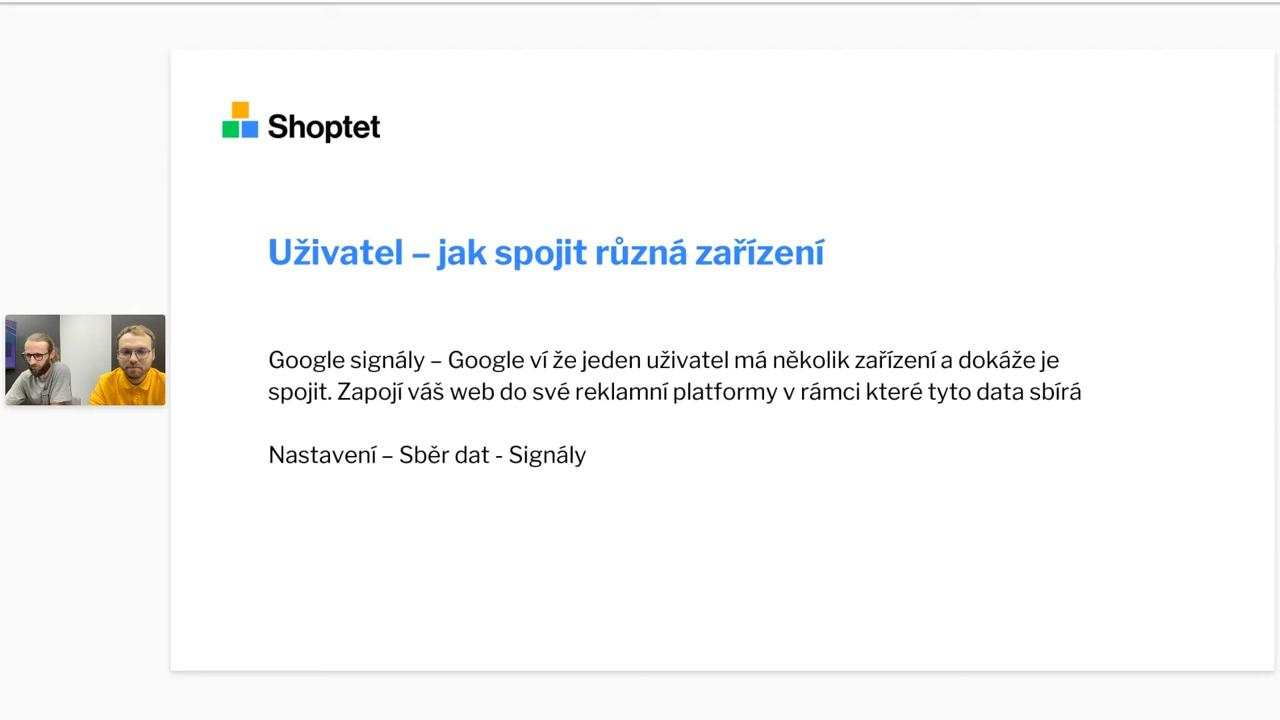 Shoptet
Uživatel – jak spojit různá zařízení
Google signály – Google ví že jeden uživatel má několik zařízení a dokáže je
spojit. Zapojí váš web do své reklamní platformy v rámci které tyto data sbírá
Nastavení – Sběr dat - Signály